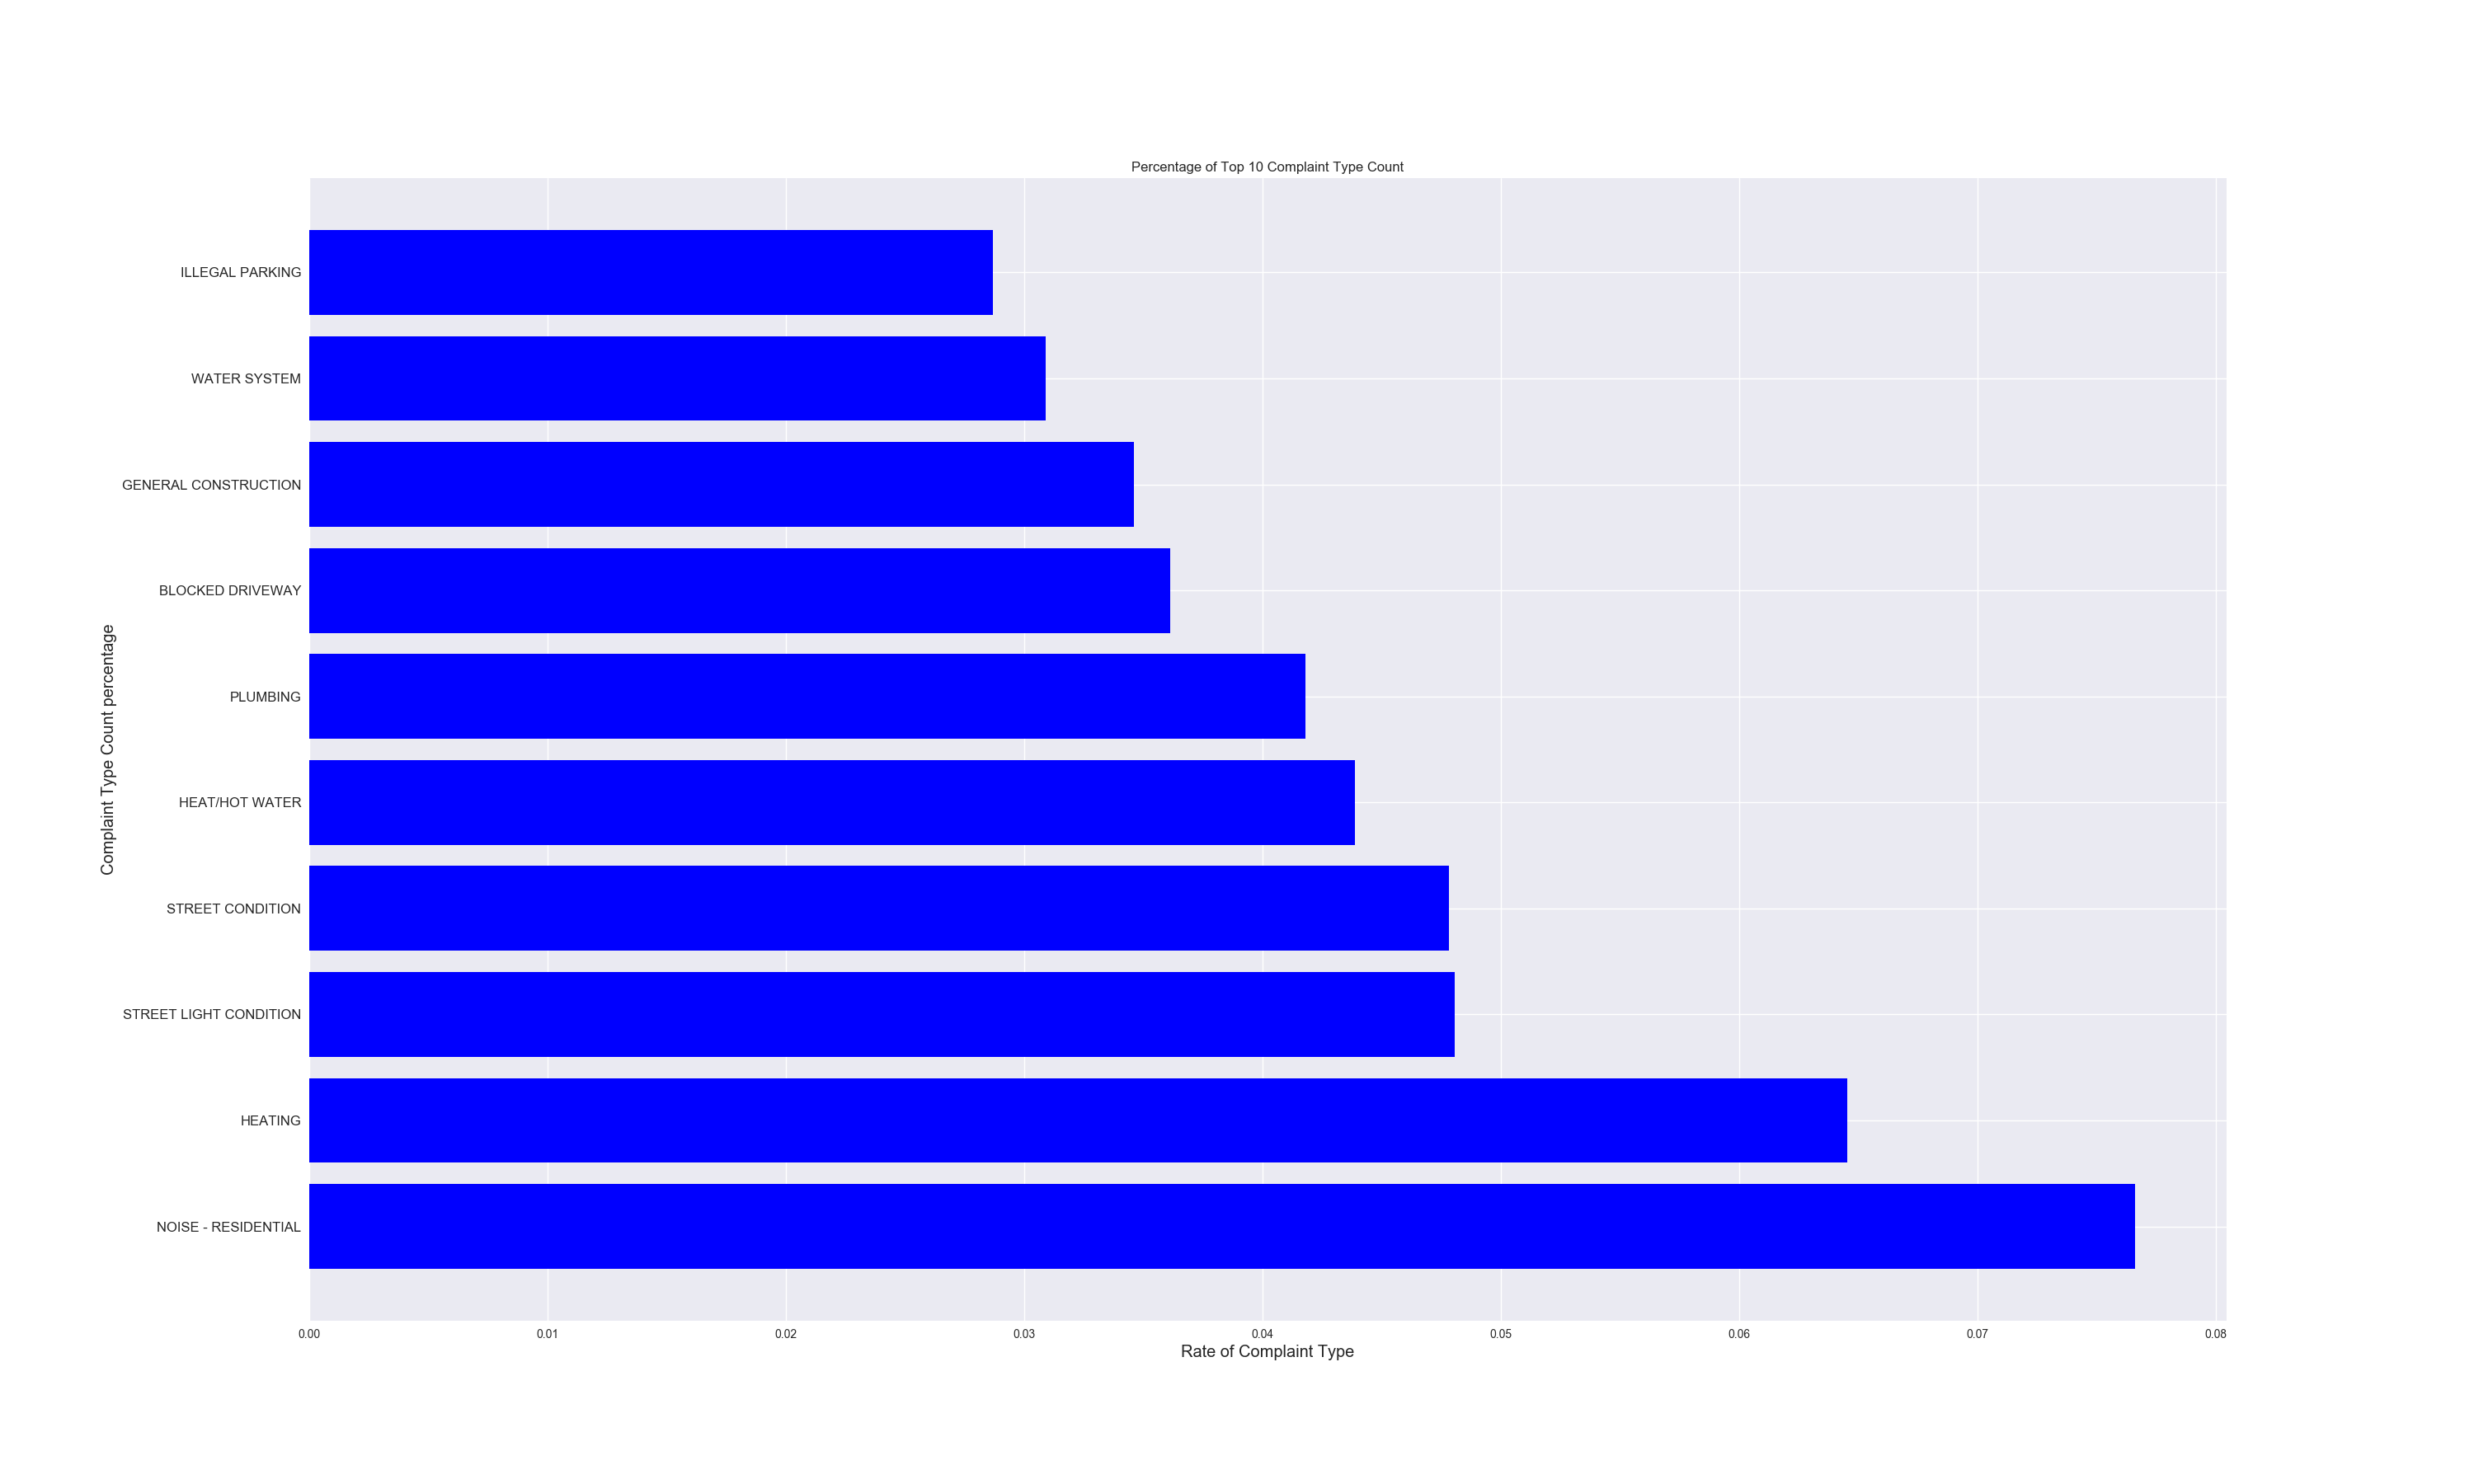 Percentage of Top 10 Complaint Type Count
ILLEGAL PARKING
WATER SYSTEM
GENERAL CONSTRUCTION
BLOCKED DRIVEWAY
PLUMBING
HEAT/HOT WATER
STREET CONDITION
STREET LIGHT CONDITION
HEATING
NOISE - RESIDENTIAL
Complaint Type Count percentage
0.00 0.01 0.02 0.03 0.04 0.05 0.06 0.07 0.08
Rate of Complaint Type